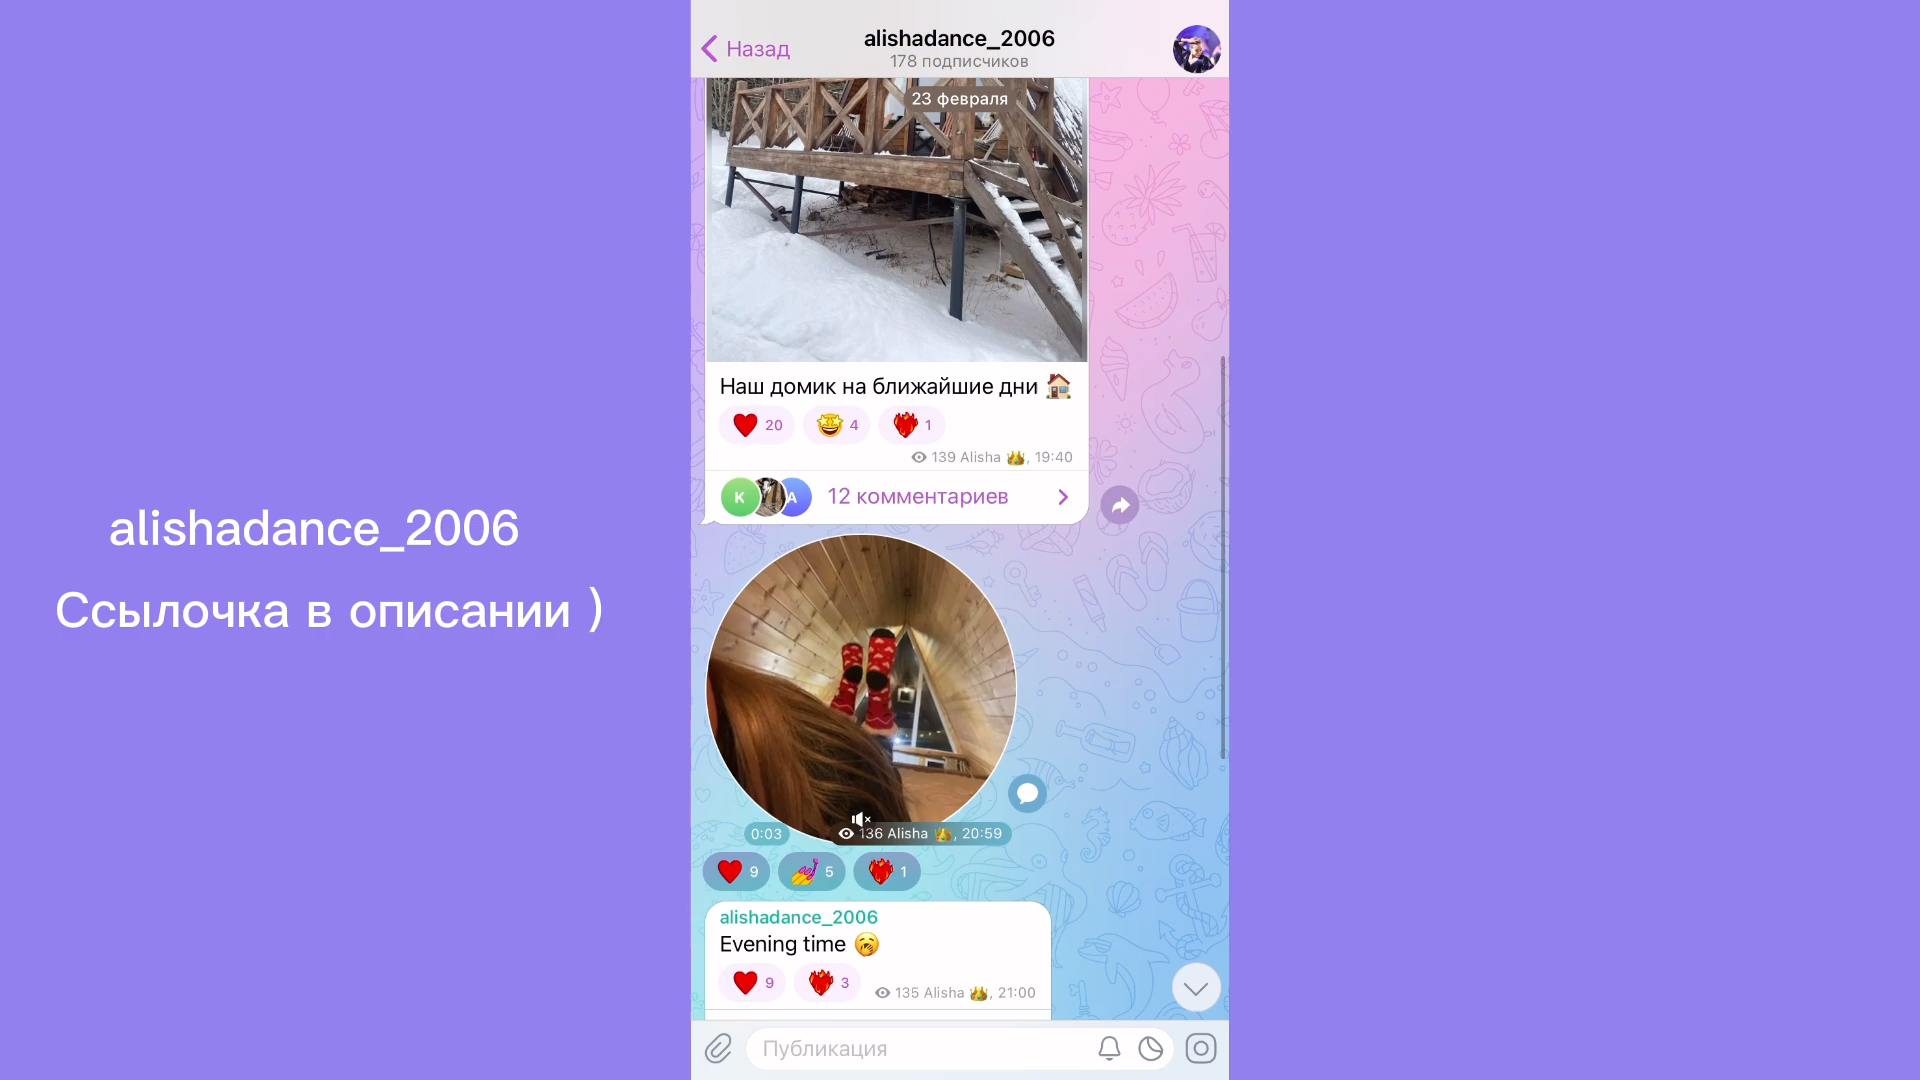 Назад
alishadance_2006
178 подписчиков
23 февраля
Наш домик на ближайшие дни 🏠
❤️ 20 🤩 4 ❤️‍🔥 1
139 Alisha 👑, 19:40
К А 12 комментариев
alishadance_2006
Ссылочка в описании )
0:03 136 Alisha 👑, 20:59
❤️ 9 💅 5 ❤️‍🔥 1
alishadance_2006
Evening time 🥱
❤️ 9 ❤️‍🔥 3 135 Alisha 👑, 21:00
Публикация